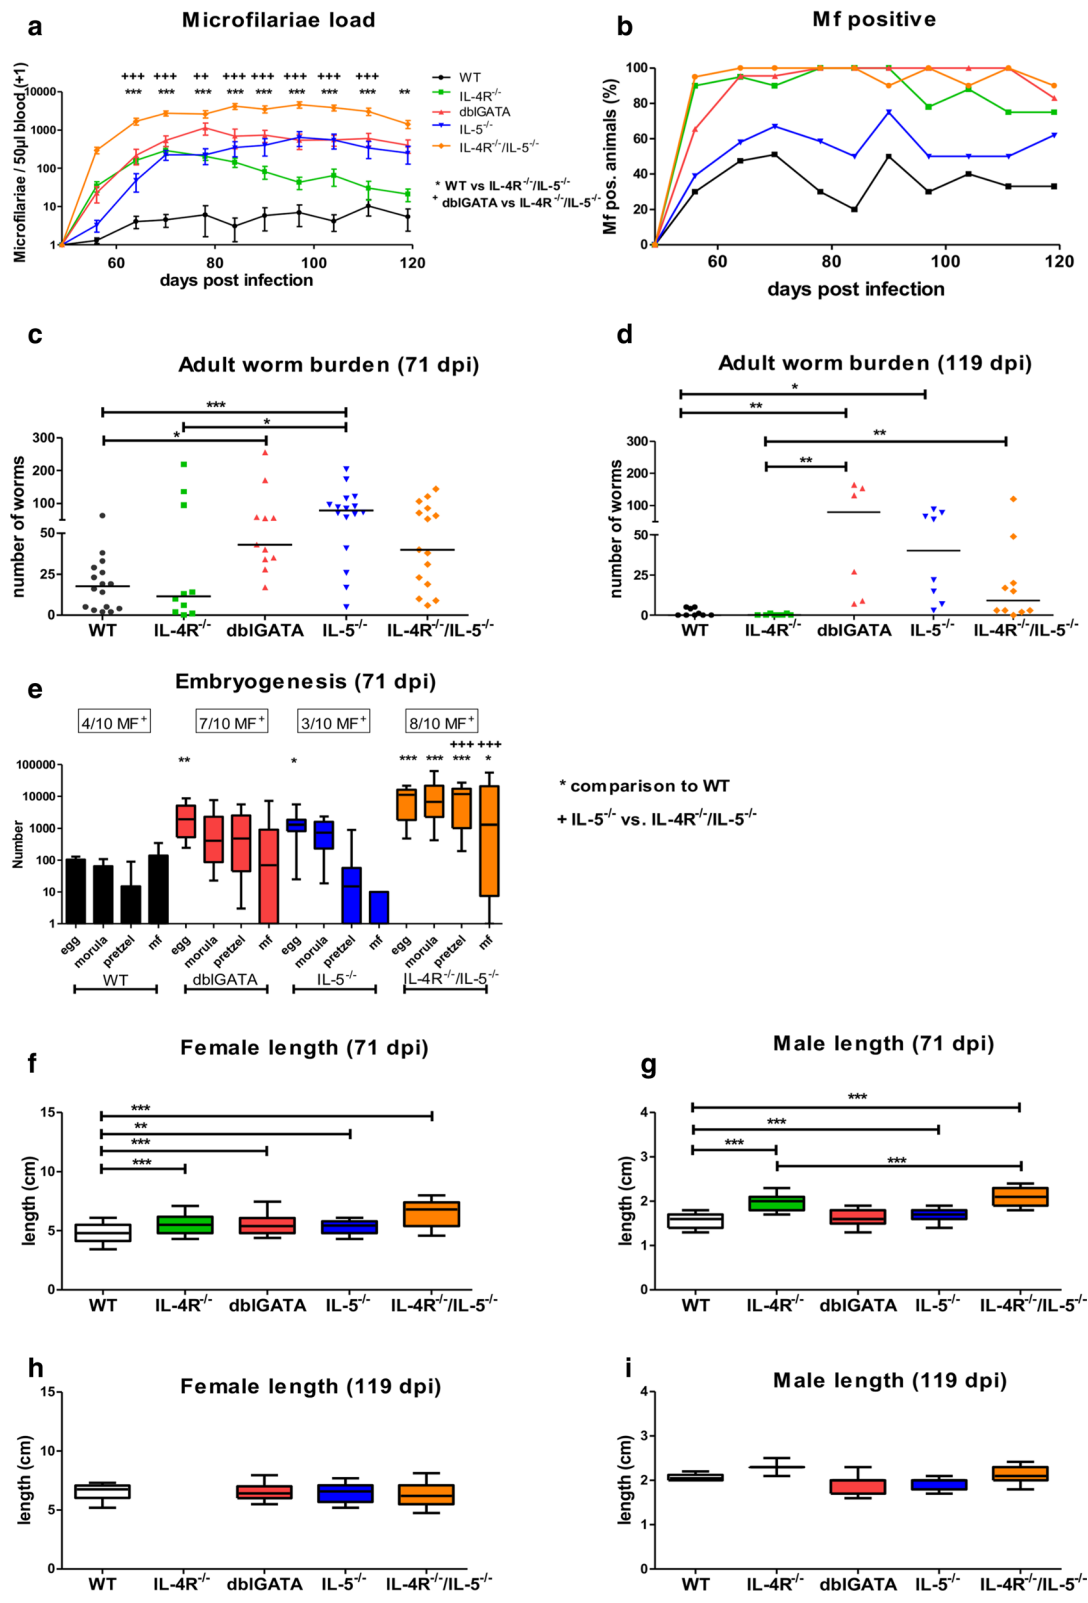 a
Microfilariae load
Microfilariae / 50µl blood (+1)
10000
1000
100
10
1
+++ +++ ++ +++ +++ +++ +++ +++
*** *** *** *** *** *** *** *** **
60 80 100 120
days post infection
WT
IL-4R-/-
dblGATA
IL-5-/-
IL-4R-/-/IL-5-/-
* WT vs IL-4R-/-/IL-5-/-
+ dblGATA vs IL-4R-/-/IL-5-/-
b
Mf positive
Mf pos. animals (%)
100
80
60
40
20
0
60 80 100 120
days post infection
c
Adult worm burden (71 dpi)
***
*
*
number of worms
300
200
100
50
25
0
WT IL-4R-/- dblGATA IL-5-/- IL-4R-/-/IL-5-/-
d
Adult worm burden (119 dpi)
*
**
**
**
number of worms
300
200
100
50
25
0
WT IL-4R-/- dblGATA IL-5-/- IL-4R-/-/IL-5-/-
e
Embryogenesis (71 dpi)
4/10 MF+ 7/10 MF+ 3/10 MF+ 8/10 MF+
+++ +++
** * *** *** *** *
Number
100000
10000
1000
100
10
1
egg morula pretzel mf egg morula pretzel mf egg morula pretzel mf egg morula pretzel mf
WT dblGATA IL-5-/- IL-4R-/-/IL-5-/-
* comparison to WT
+ IL-5-/- vs. IL-4R-/-/IL-5-/-
f
Female length (71 dpi)
***
**
***
***
length (cm)
15
10
5
0
WT IL-4R-/- dblGATA IL-5-/- IL-4R-/-/IL-5-/-
g
Male length (71 dpi)
***
***
***
***
length (cm)
4
3
2
1
0
WT IL-4R-/- dblGATA IL-5-/- IL-4R-/-/IL-5-/-
h
Female length (119 dpi)
length (cm)
15
10
5
0
WT IL-4R-/- dblGATA IL-5-/- IL-4R-/-/IL-5-/-
i
Male length (119 dpi)
length (cm)
4
3
2
1
0
WT IL-4R-/- dblGATA IL-5-/- IL-4R-/-/IL-5-/-